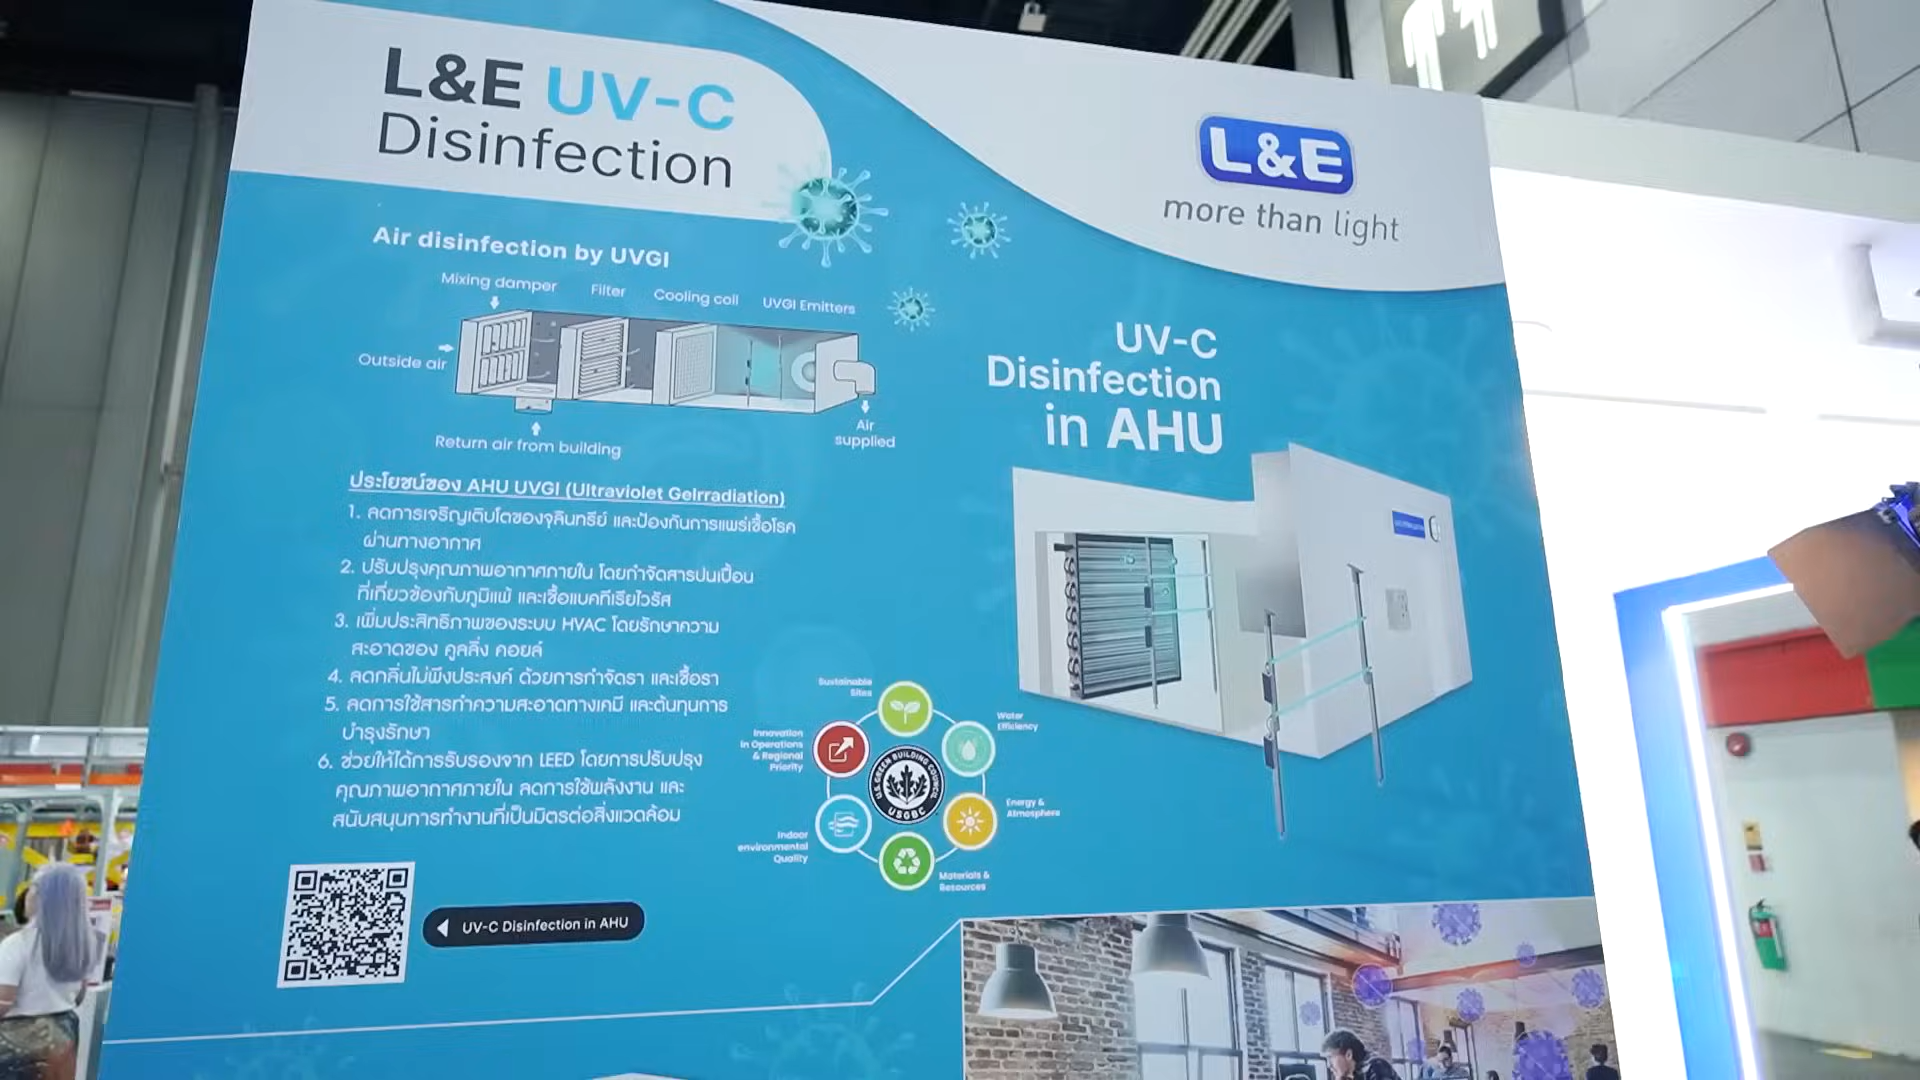 L&E UV-C
Disinfection
L&E
more than light
Air disinfection by UVGI
Mixing damper
Filter
Cooling coil
UVGI Emitters
Outside air
Return air from building
Air
supplied
UV-C
Disinfection
in AHU
ประโยชน์ของ AHU UVGI (Ultraviolet Geirradiation)
1. ลดการเจริญเติบโตของจุลินทรีย์ และป้องกันการแพร่เชื้อโรค
ผ่านทางอากาศ
2. ปรับปรุงคุณภาพอากาศภายใน โดยกำจัดสารปนเปื้อน
ที่เกี่ยวข้องกับภูมิแพ้ และเชื้อแบคทีเรียไวรัส
3. เพิ่มประสิทธิภาพของระบบ HVAC โดยรักษาความ
สะอาดของ คูลลิ่ง คอยล์
4. ลดกลิ่นไม่พึงประสงค์ ด้วยการกำจัดรา และเชื้อรา
5. ลดการใช้สารทำความสะอาดทางเคมี และต้นทุนการ
บำรุงรักษา
6. ช่วยให้ได้การรับรองจาก LEED โดยการปรับปรุง
คุณภาพอากาศภายใน ลดการใช้พลังงาน และ
สนับสนุนการทำงานที่เป็นมิตรต่อสิ่งแวดล้อม
Sustainable
Sites
Water
Efficiency
Energy &
Atmosphere
Materials &
Resources
Indoor
environmental
Quality
Innovation
in Operations
& Regional
Priority
U.S. GREEN BUILDING COUNCIL
USGBC
UV-C Disinfection in AHU